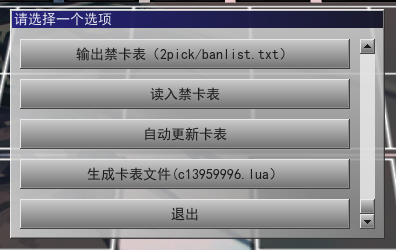 请选择一个选项
输出禁卡表（2pick/banlist.txt）
读入禁卡表
自动更新卡表
生成卡表文件(c13959996.lua）
退出